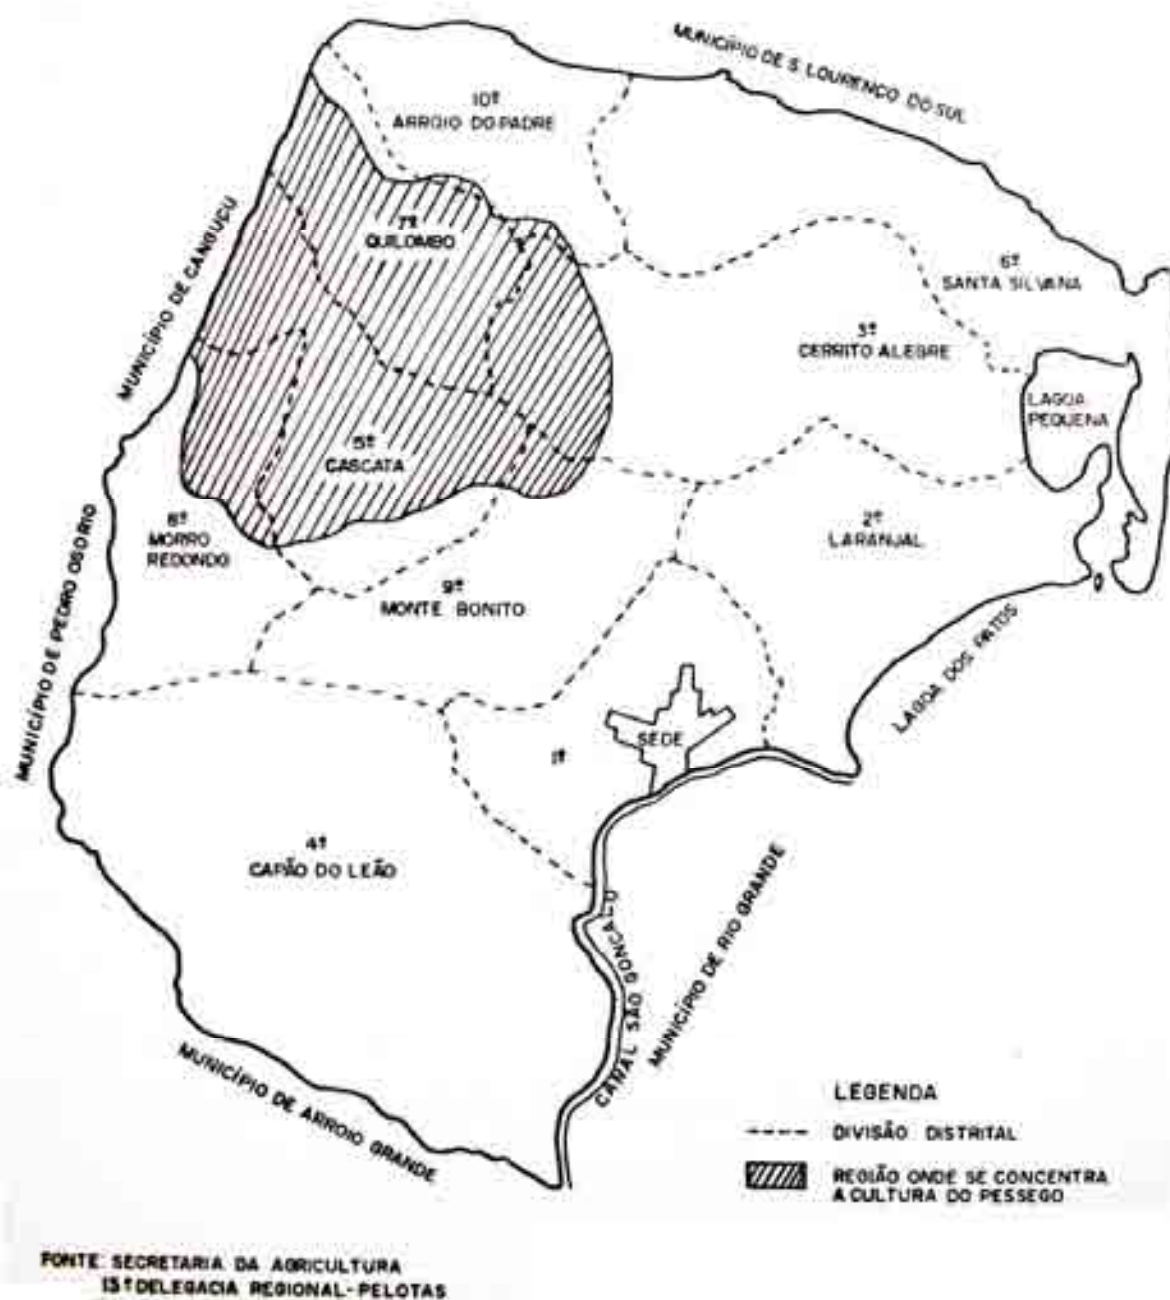 MUNICÍPIO DE S. LOURENÇO DO SUL
10º
ARROIO DO PADRE
7º
QUILOMBO
MUNICÍPIO DE CANGUÇU
6º
SANTA SILVANA
3º
CERRITO ALEGRE
LAGOA
PEQUENA
5º
CASCATA
8º
MORRO
REDONDO
2º
LARANJAL
9º
MONTE BONITO
MUNICÍPIO DE PEDRO OSÓRIO
LAGOA DOS PATOS
SEDE
1º
4º
CAPÃO DO LEÃO
CANAL SÃO GONÇALO
MUNICÍPIO DE RIO GRANDE
MUNICÍPIO DE ARROIO GRANDE
LEGENDA
DIVISÃO DISTRITAL
REGIÃO ONDE SE CONCENTRA
A CULTURA DO PESSEGO
FONTE: SECRETARIA DA AGRICULTURA
13º DELEGACIA REGIONAL-PELOTAS